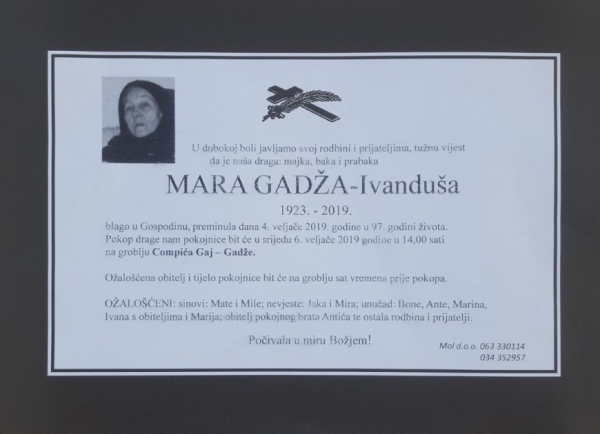 U dubokoj boli javljamo svoj rodbini i prijateljima, tužnu vijest
da je naša draga: majka, baka i prabaka
MARA GADŽA-Ivanduša
1923. - 2019.
blago u Gospodinu, preminula dana 4. veljače 2019. godine u 97. godini života.
Pokop drage nam pokojnice bit će u srijedu 6. veljače 2019 godine u 14,00 sati
na groblju Compića Gaj – Gadže.
Ožalošćena obitelj i tijelo pokojnice bit će na groblju sat vremena prije pokopa.
OŽALOŠĆENI: sinovi: Mate i Mile; nevjeste: Jaka i Mira; unučad: Bone, Ante, Marina,
Ivana s obiteljima i Marija; obitelj pokojnog brata Antića te ostala rodbina i prijatelji.
Počivala u miru Božjem!
Mol d.o.o. 063 330114
034 352957